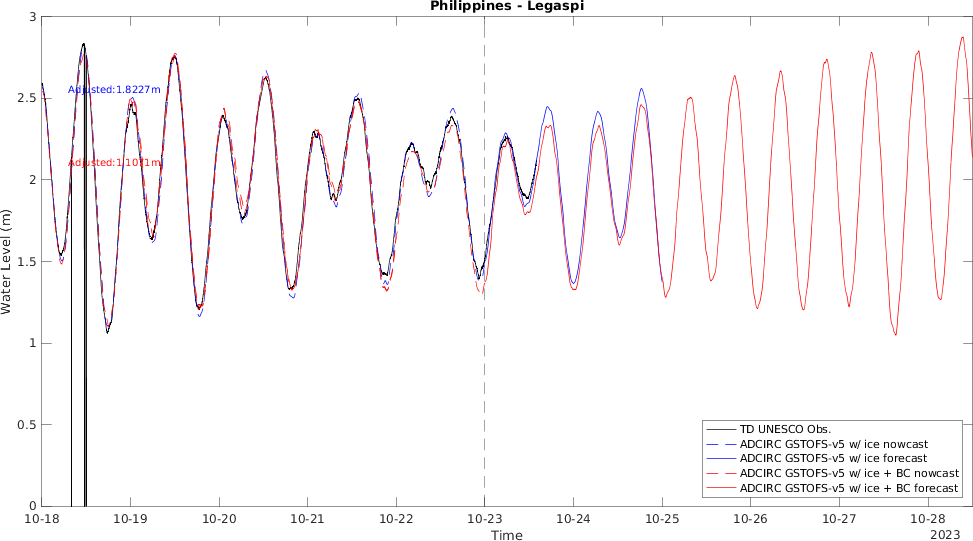 Philippines - Legaspi
3
2.5
2
1.5
1
0.5
0
Water Level (m)
Adjusted:1.8227m
Adjusted:1.1011m
TD UNESCO Obs.
ADCIRC GSTOFS-v5 w/ ice nowcast
ADCIRC GSTOFS-v5 w/ ice forecast
ADCIRC GSTOFS-v5 w/ ice + BC nowcast
ADCIRC GSTOFS-v5 w/ ice + BC forecast
10-18 10-19 10-20 10-21 10-22 10-23 10-24 10-25 10-26 10-27 10-28
Time
2023